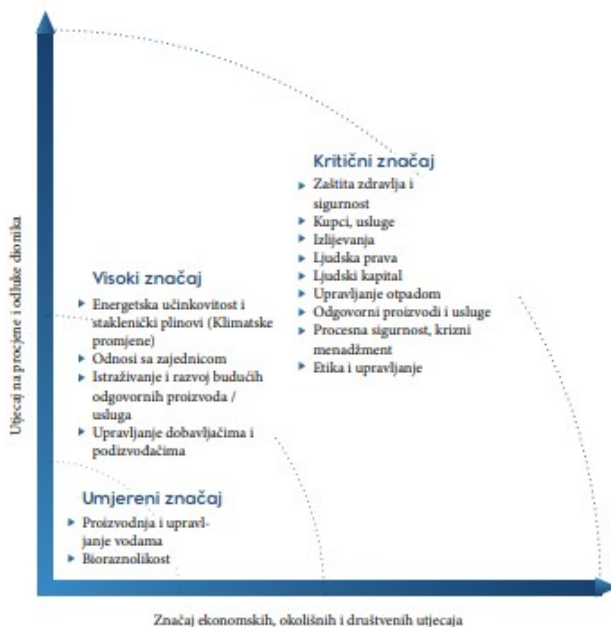 Utjecaj na procjene i odluke dionika
Kritični značaj
Zaštita zdravlja i
sigurnost
Kupci, usluge
Izlijevanja
Ljudska prava
Ljudski kapital
Upravljanje otpadom
Odgovorni proizvodi i usluge
Procesna sigurnost, krizni
menadžment
Etika i upravljanje
Visoki značaj
Energetska učinkovitost i
staklenički plinovi (Klimatske
promjene)
Odnosi sa zajednicom
Istraživanje i razvoj budućih
odgovornih proizvoda /
usluga
Upravljanje dobavljačima i
podizvođačima
Umjereni značaj
Proizvodnja i upravl-
janje vodama
Bioraznolikost
Značaj ekonomskih, okolišnih i društvenih utjecaja